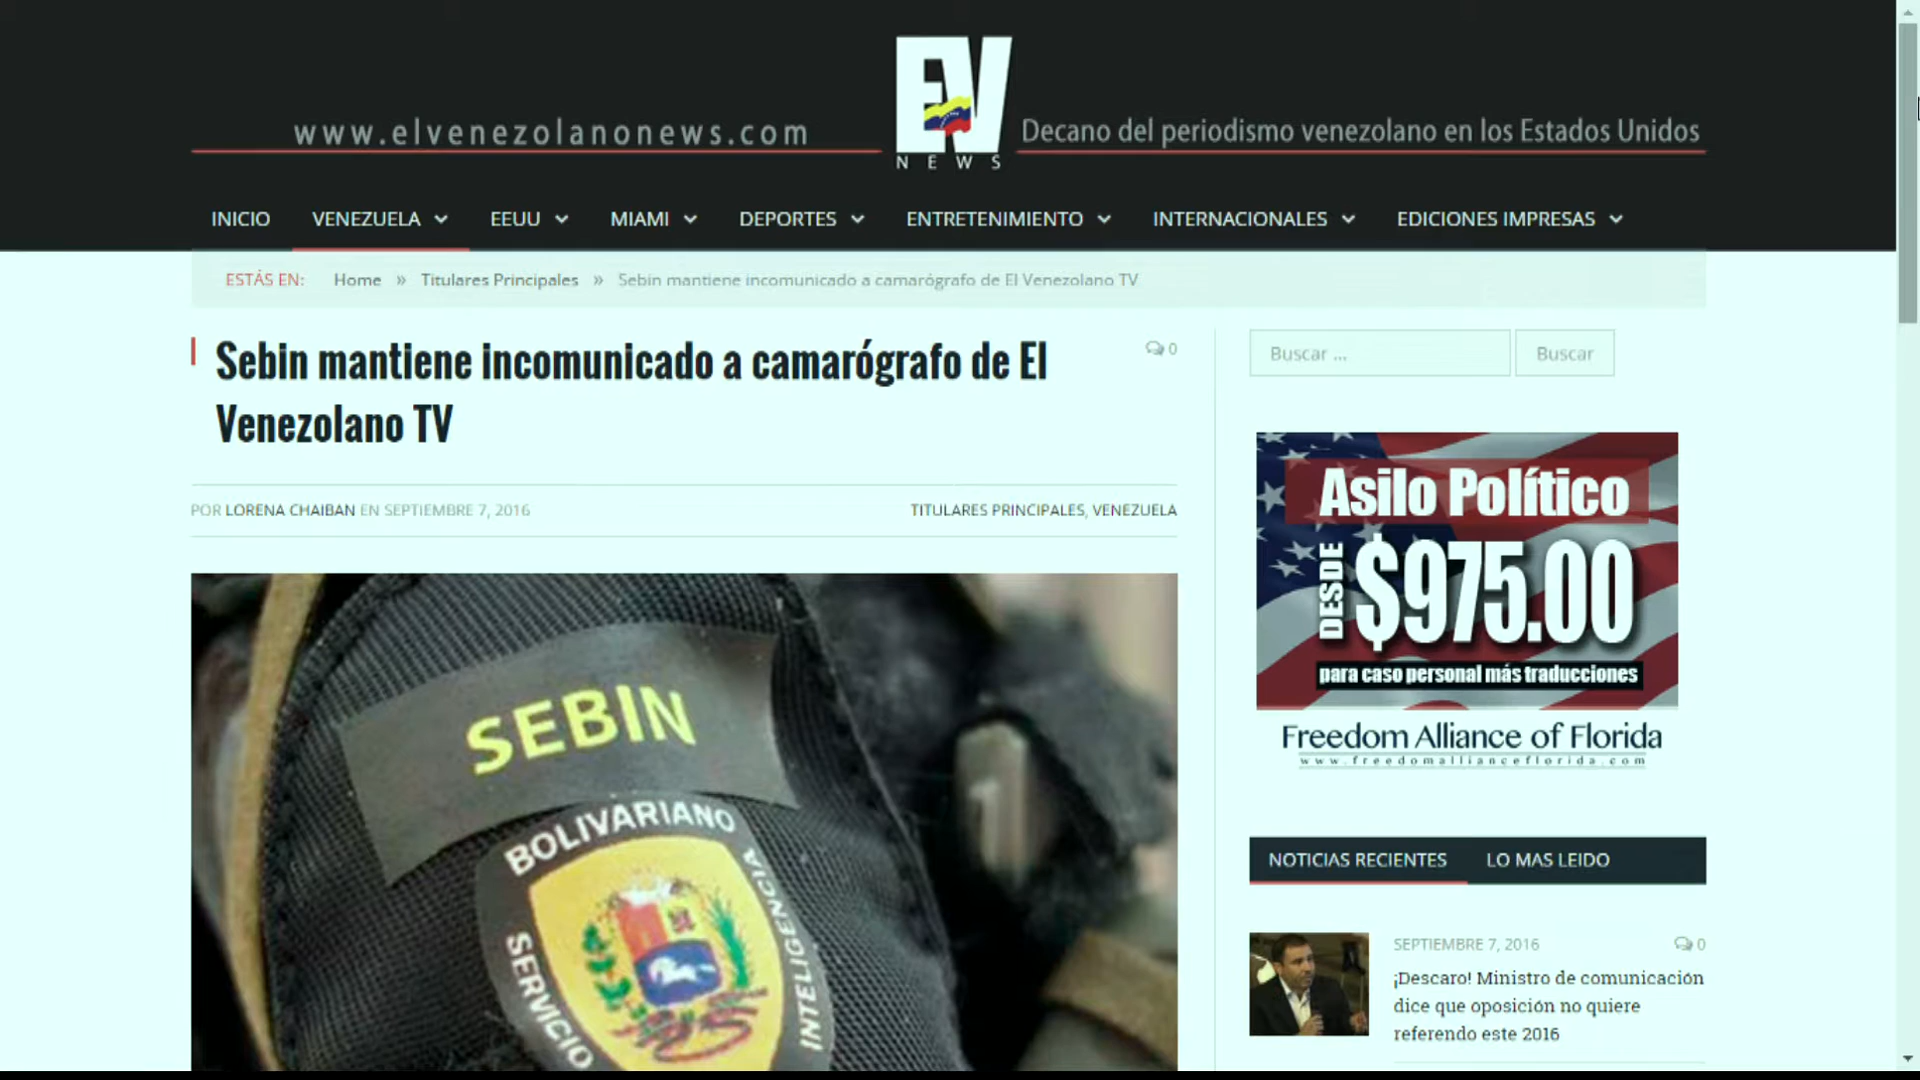 EV
NEWS
www.elvenezolanonews.com
Decano del periodismo venezolano en los Estados Unidos
INICIO VENEZUELA EEUU MIAMI DEPORTES ENTRETENIMIENTO INTERNACIONALES EDICIONES IMPRESAS
ESTÁS EN: Home » Titulares Principales » Sebin mantiene incomunicado a camarógrafo de El Venezolano TV
Sebin mantiene incomunicado a camarógrafo de El
Venezolano TV
0
POR LORENA CHAIBAN EN SEPTIEMBRE 7, 2016
TITULARES PRINCIPALES, VENEZUELA
SEBIN
BOLIVARIANO
SERVICIO
INTELIGENCIA
Buscar ...
Buscar
Asilo Político
DESDE
$975.00
para caso personal más traducciones
Freedom Alliance of Florida
www.freedomallianceflorida.com
NOTICIAS RECIENTES LO MAS LEIDO
SEPTIEMBRE 7, 2016 0
¡Descaro! Ministro de comunicación
dice que oposición no quiere
referendo este 2016